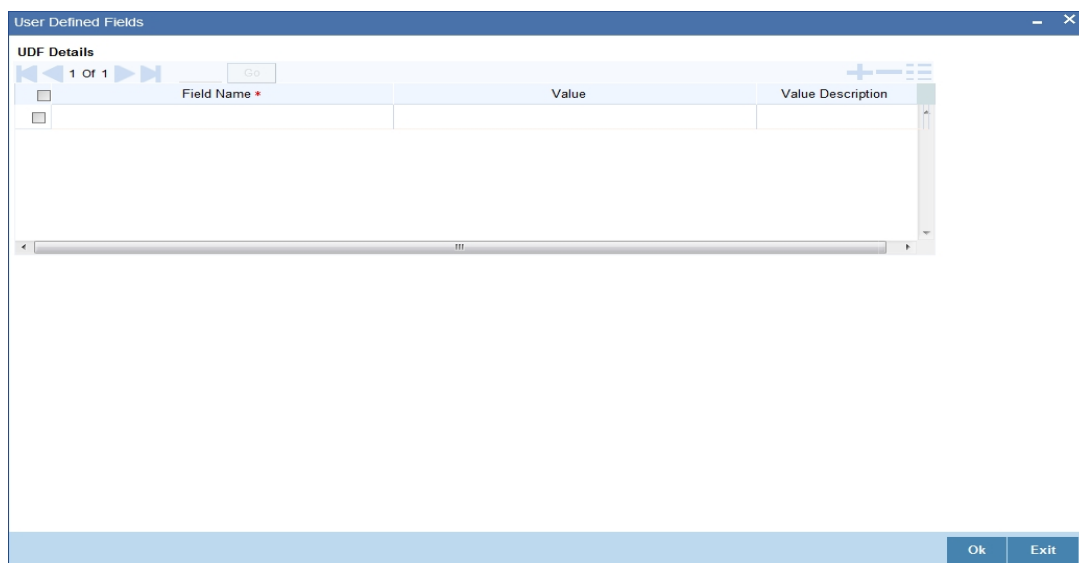 User Defined Fields
UDF Details
1 Of 1 Go
Field Name * Value Value Description
Ok Exit